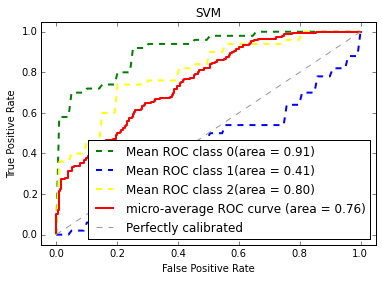 SVM
1.0
0.8
0.6
0.4
0.2
0.0
True Positive Rate
Mean ROC class 0(area = 0.91)
Mean ROC class 1(area = 0.41)
Mean ROC class 2(area = 0.80)
micro-average ROC curve (area = 0.76)
Perfectly calibrated
0.0 0.2 0.4 0.6 0.8 1.0
False Positive Rate